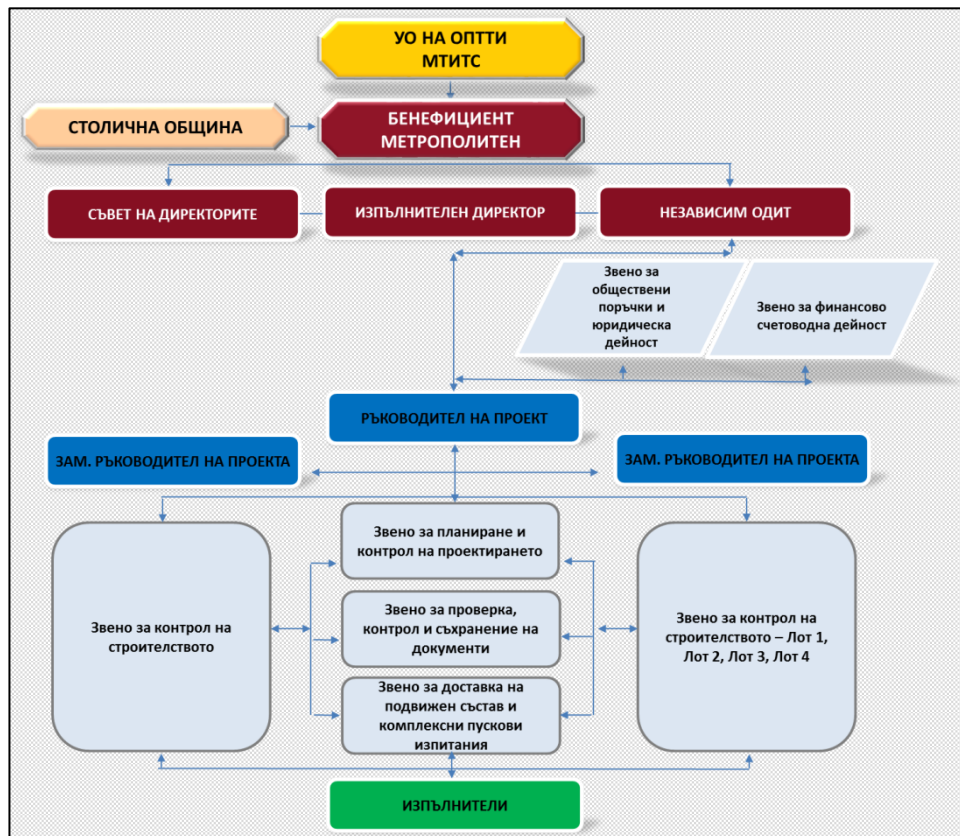 УО НА ОПТТИ
МТИТС
СТОЛИЧНА ОБЩИНА
БЕНЕФИЦИЕНТ
МЕТРОПОЛИТЕН
СЪВЕТ НА ДИРЕКТОРИТЕ
ИЗПЪЛНИТЕЛЕН ДИРЕКТОР
НЕЗАВИСИМ ОДИТ
Звено за
обществени
поръчки и
юридическа
дейност
Звено за финансово
счетоводна дейност
РЪКОВОДИТЕЛ НА ПРОЕКТ
ЗАМ. РЪКОВОДИТЕЛ НА ПРОЕКТА
ЗАМ. РЪКОВОДИТЕЛ НА ПРОЕКТА
Звено за контрол на
строителството
Звено за планиране и
контрол на проектирането
Звено за проверка,
контрол и съхранение на
документи
Звено за доставка на
подвижен състав и
комплексни пускови
изпитания
Звено за контрол на
строителството – Лот 1,
Лот 2, Лот 3, Лот 4
ИЗПЪЛНИТЕЛИ